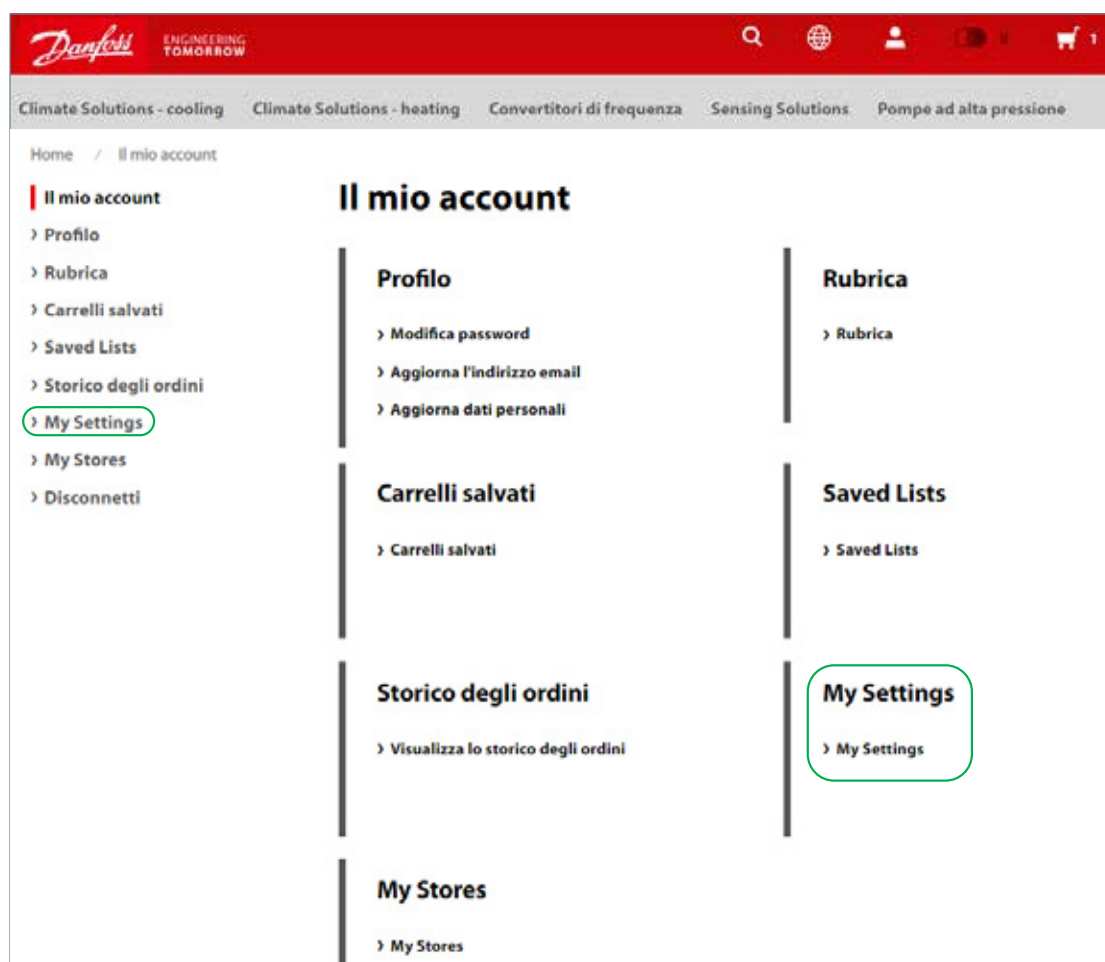 Danfoss
ENGINEERING
TOMORROW
1
Climate Solutions - cooling Climate Solutions - heating Convertitori di frequenza Sensing Solutions Pompe ad alta pressione
Home / Il mio account
Il mio account
› Profilo
› Rubrica
› Carrelli salvati
› Saved Lists
› Storico degli ordini
› My Settings
› My Stores
› Disconnetti
Il mio account
Profilo
› Modifica password
› Aggiorna l'indirizzo email
› Aggiorna dati personali
Rubrica
› Rubrica
Carrelli salvati
› Carrelli salvati
Saved Lists
› Saved Lists
Storico degli ordini
› Visualizza lo storico degli ordini
My Settings
› My Settings
My Stores
› My Stores